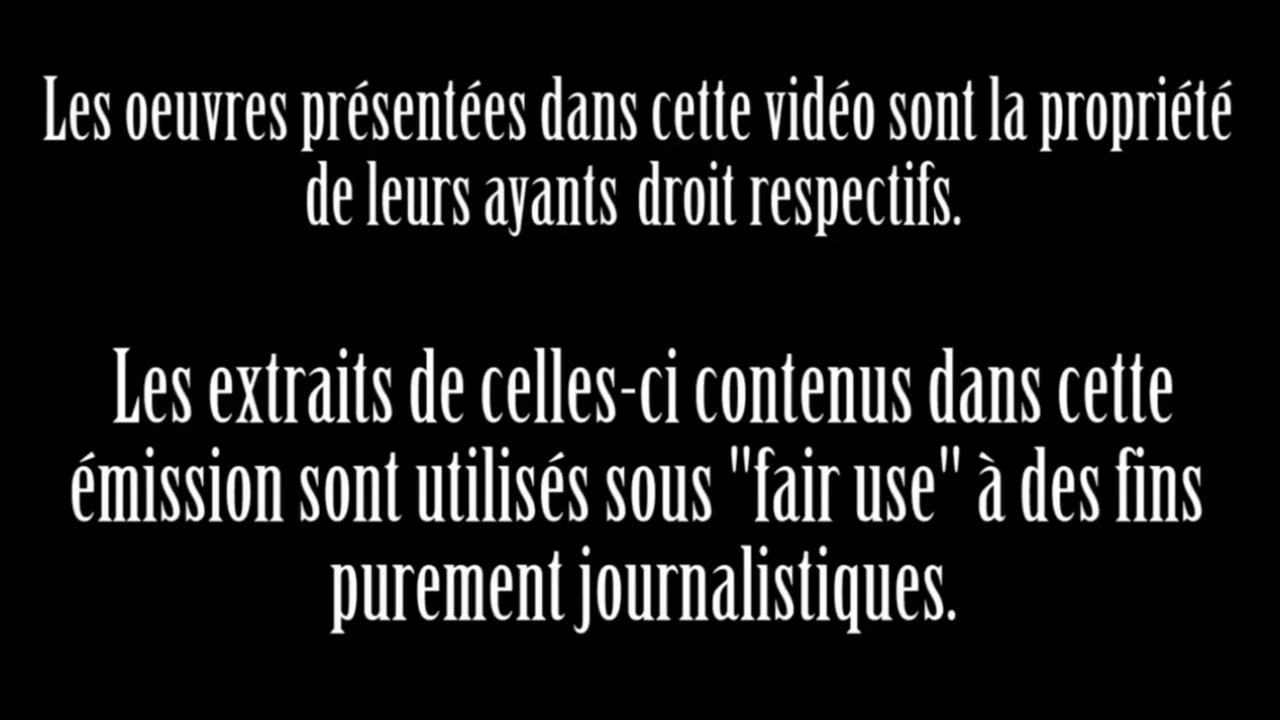 Les oeuvres présentées dans cette vidéo sont la propriété
de leurs ayants droit respectifs.
Les extraits de celles-ci contenus dans cette
émission sont utilisés sous "fair use" à des fins
purement journalistiques.